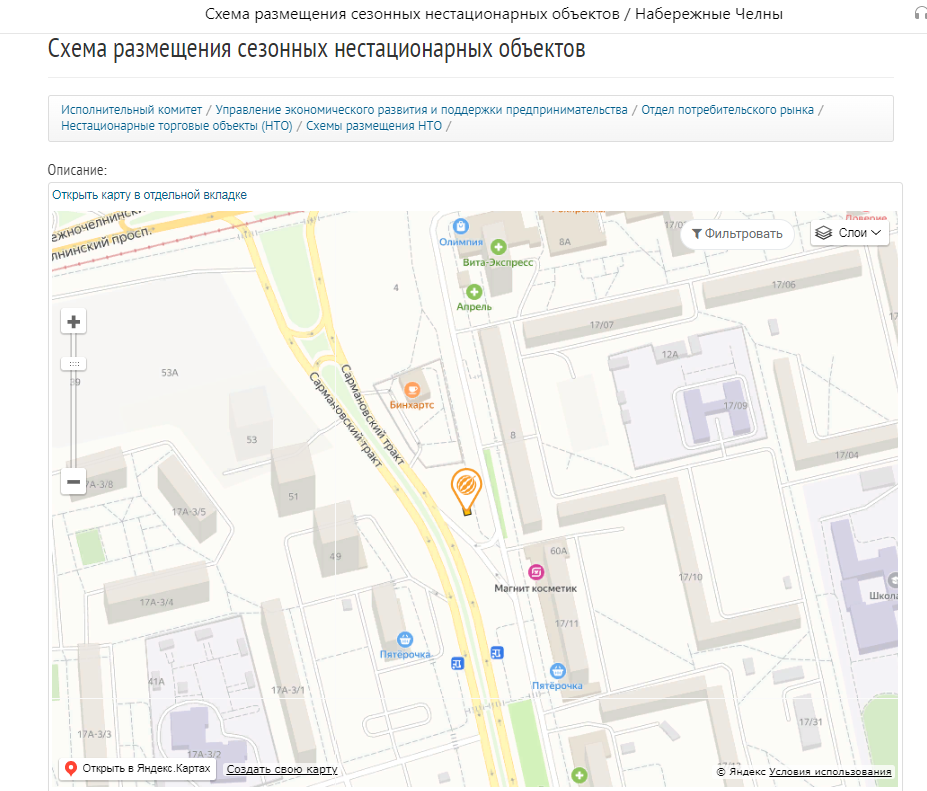 Схема размещения сезонных нестационарных объектов / Набережные Челны
Схема размещения сезонных нестационарных объектов
Исполнительный комитет / Управление экономического развития и поддержки предпринимательства / Отдел потребительского рынка /
Нестационарные торговые объекты (НТО) / Схемы размещения НТО /
Описание:
Открыть карту в отдельной вкладке
Фильтровать
Слои
Олимпия
8А
Вита-Экспресс
4
Апрель
17/06
17/07
53А
12А
39
Сармановский тракт
Сармановский тракт
Бинхартс
17/09
8
53
17/04
17А-3/8
51
17А-3/5
49
60А
Магнит косметик
17/10
Школа
17А-3/4
17/11
Пятёрочка
Пятёрочка
41А
17А-3/1
17/31
17А-3/3
17А-3/2
Открыть в Яндекс.Картах
Создать свою карту
© Яндекс Условия использования